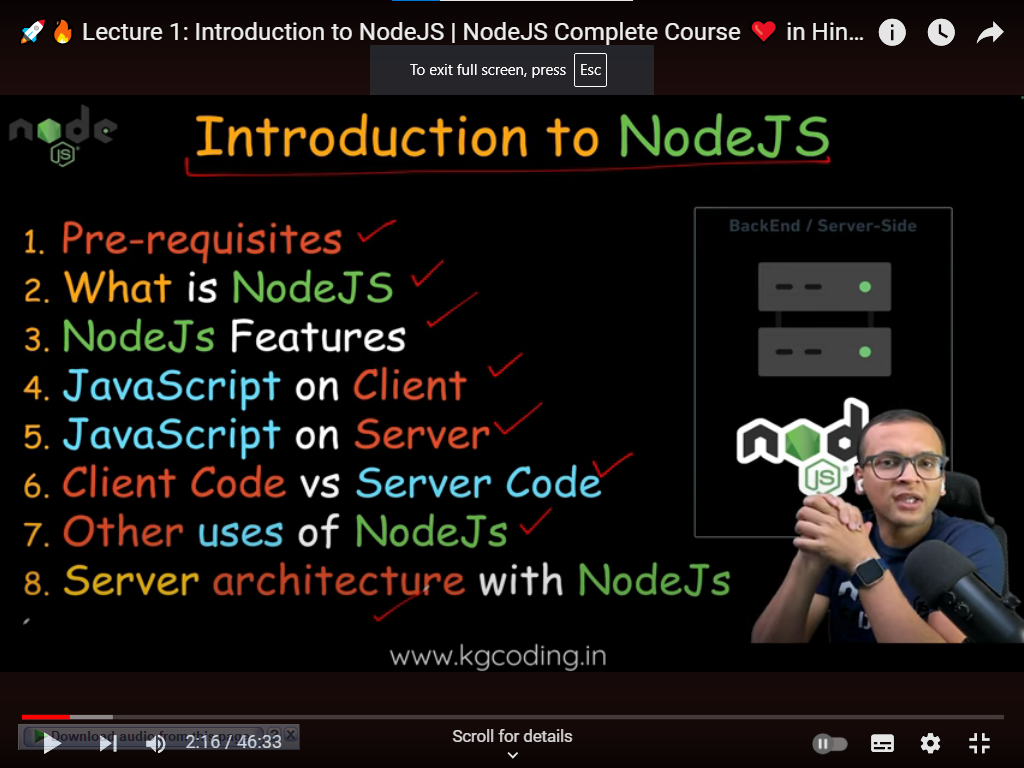 🚀🔥 Lecture 1: Introduction to NodeJS | NodeJS Complete Course ❤️ in Hin...
To exit full screen, press Esc
node
JS
Introduction to NodeJS
1. Pre-requisites
2. What is NodeJS
3. NodeJs Features
4. JavaScript on Client
5. JavaScript on Server
6. Client Code vs Server Code
7. Other uses of NodeJs
8. Server architecture with NodeJs
BackEnd / Server-Side
nod
JS
www.kgcoding.in
Download audio from this page
2:16 / 46:33
Scroll for details